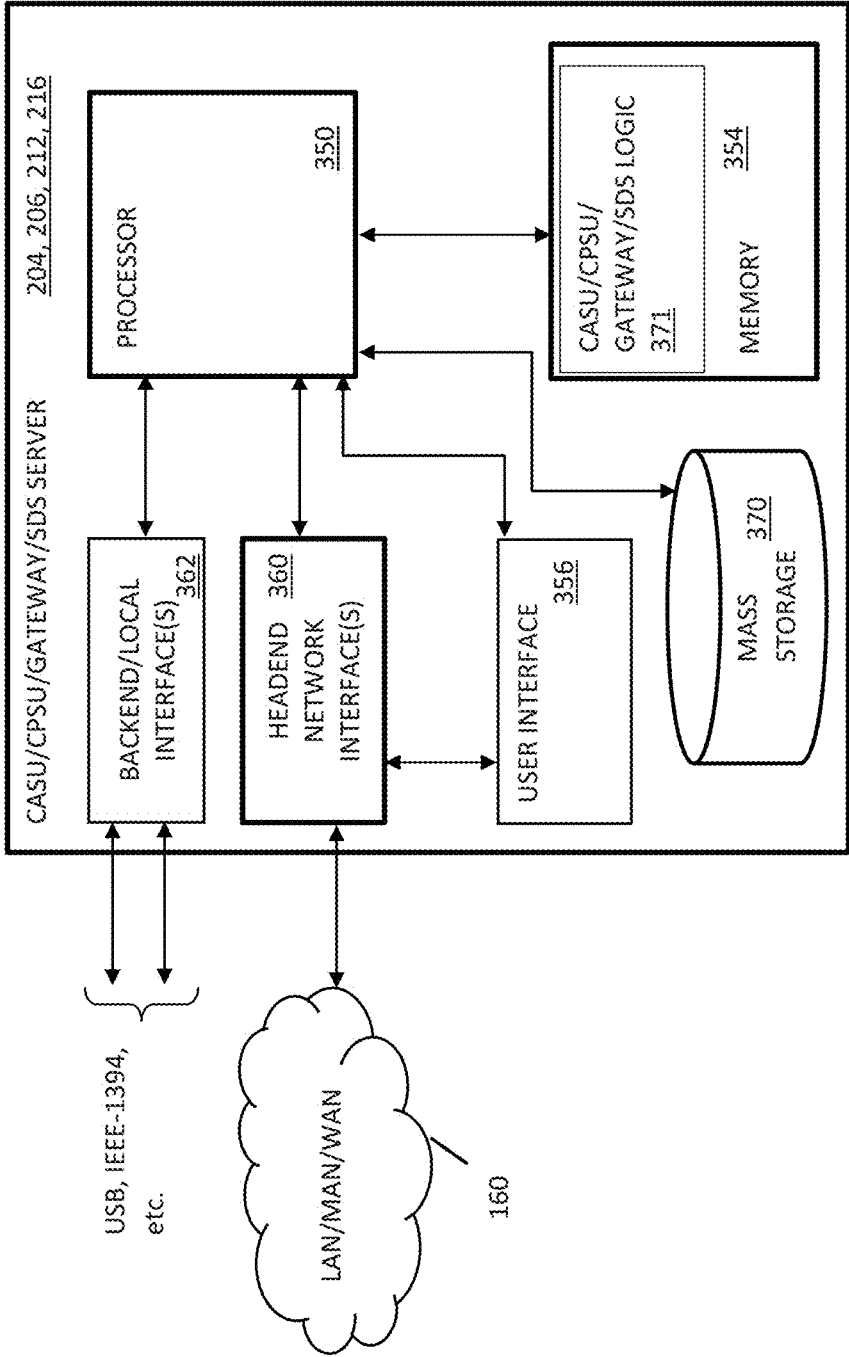 CASU/CPSU/GATEWAY/SDS SERVER
204, 206, 212, 216
USB, IEEE-1394,
etc.
BACKEND/LOCAL
INTERFACE(S)
362
PROCESSOR
350
LAN/MAN/WAN
160
HEADEND
NETWORK
INTERFACE(S)
360
USER INTERFACE
356
MASS
STORAGE
370
CASU/CPSU/
GATEWAY/SDS LOGIC
371
MEMORY
354